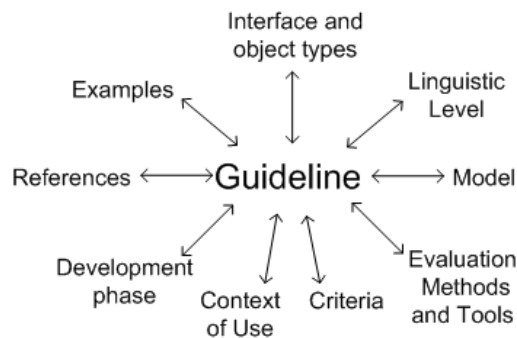 Interface and
object types
Examples
Linguistic
Level
References
Guideline
Model
Development
phase
Context
of Use
Criteria
Evaluation
Methods
and Tools